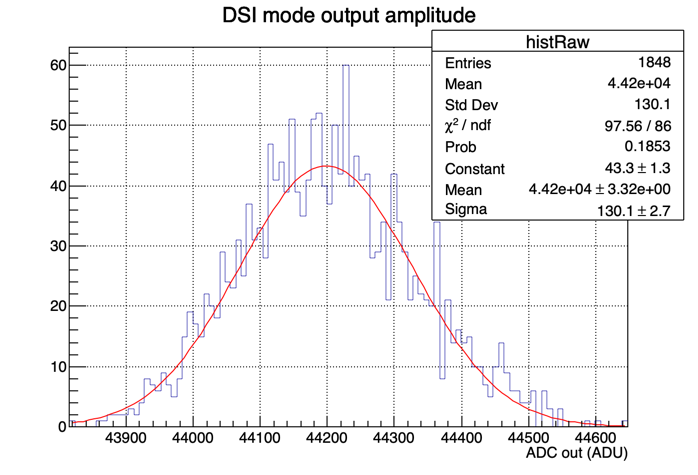 DSI mode output amplitude
histRaw
Entries 1848
Mean 4.42e+04
Std Dev 130.1
χ² / ndf 97.56 / 86
Prob 0.1853
Constant 43.3 ± 1.3
Mean 4.42e+04 ± 3.32e+00
Sigma 130.1 ± 2.7
60
50
40
30
20
10
0
43900 44000 44100 44200 44300 44400 44500 44600
ADC out (ADU)